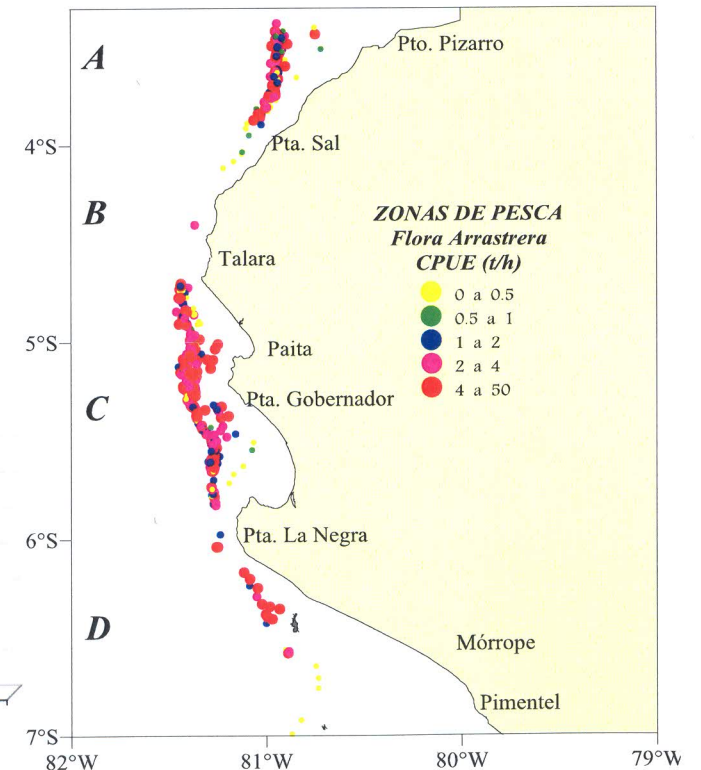 A
Pto. Pizarro
4°S
Pta. Sal
B
ZONAS DE PESCA
Flora Arrastrera
CPUE (t/h)
Talara
0 a 0.5
0.5 a 1
1 a 2
2 a 4
4 a 50
5°S
Paita
C
Pta. Gobernador
6°S
Pta. La Negra
D
Mórrope
Pimentel
7°S
82°W
81°W
80°W
79°W